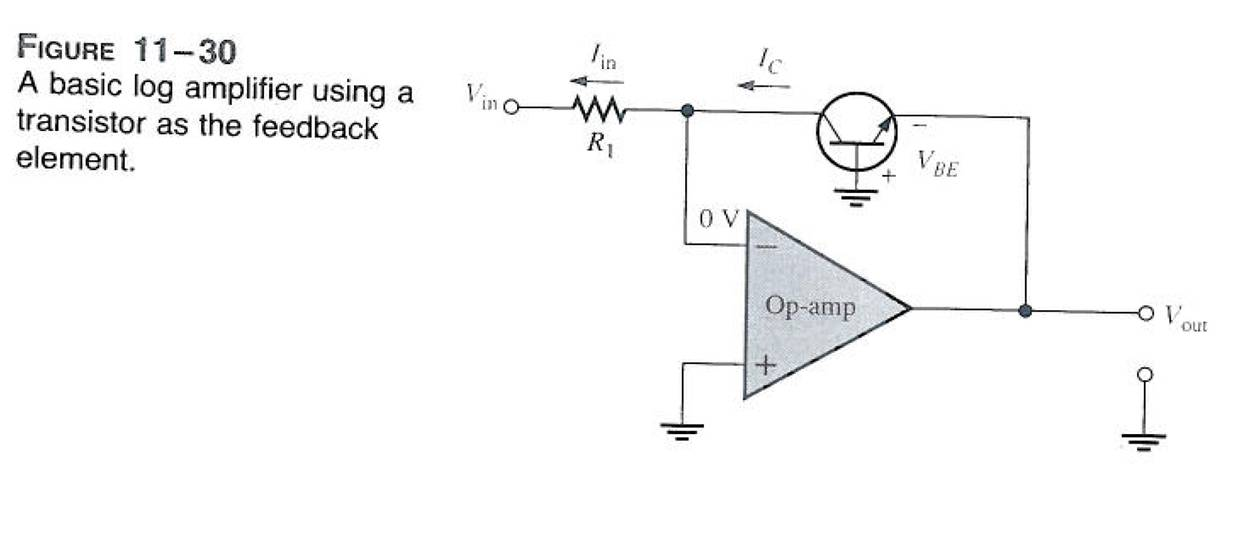 FIGURE 11–30
A basic log amplifier using a
transistor as the feedback
element.
I_in
I_C
V_in
R_1
−
V_BE
+
0 V
−
Op-amp
V_out
+